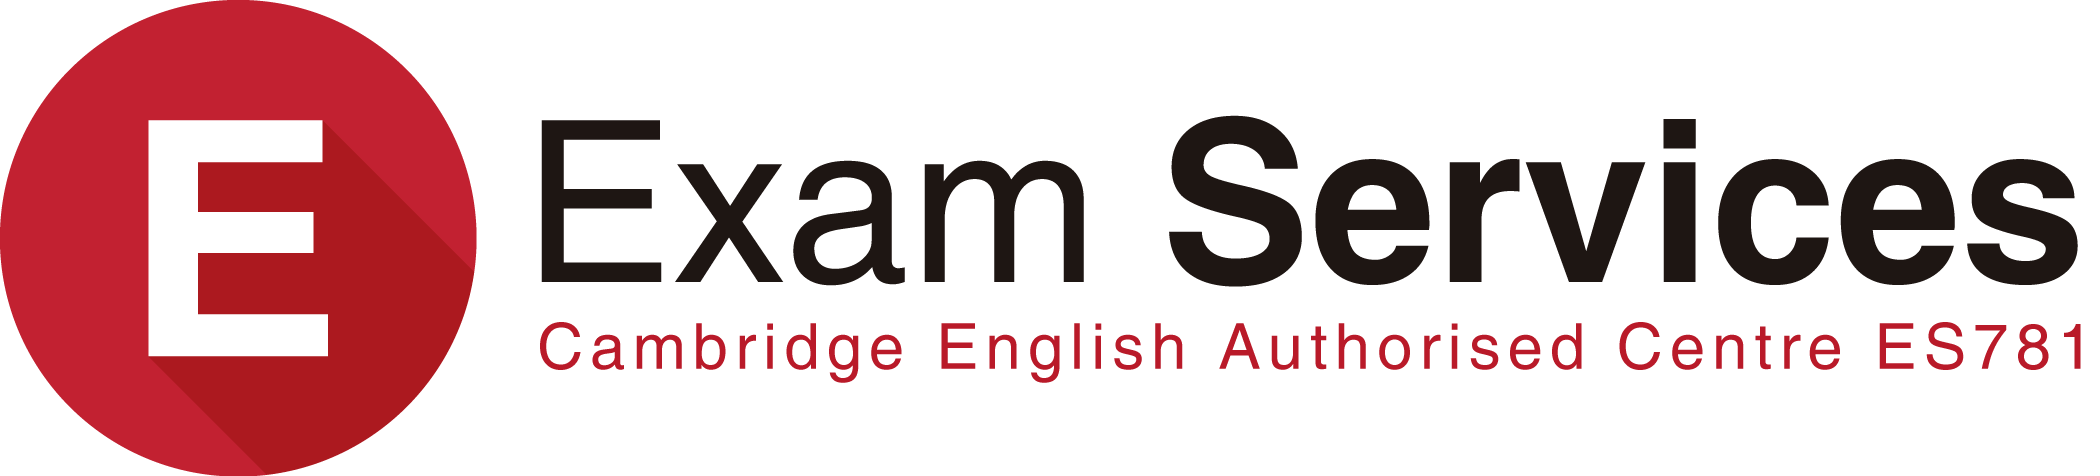 E
Exam Services
Cambridge English Authorised Centre ES781